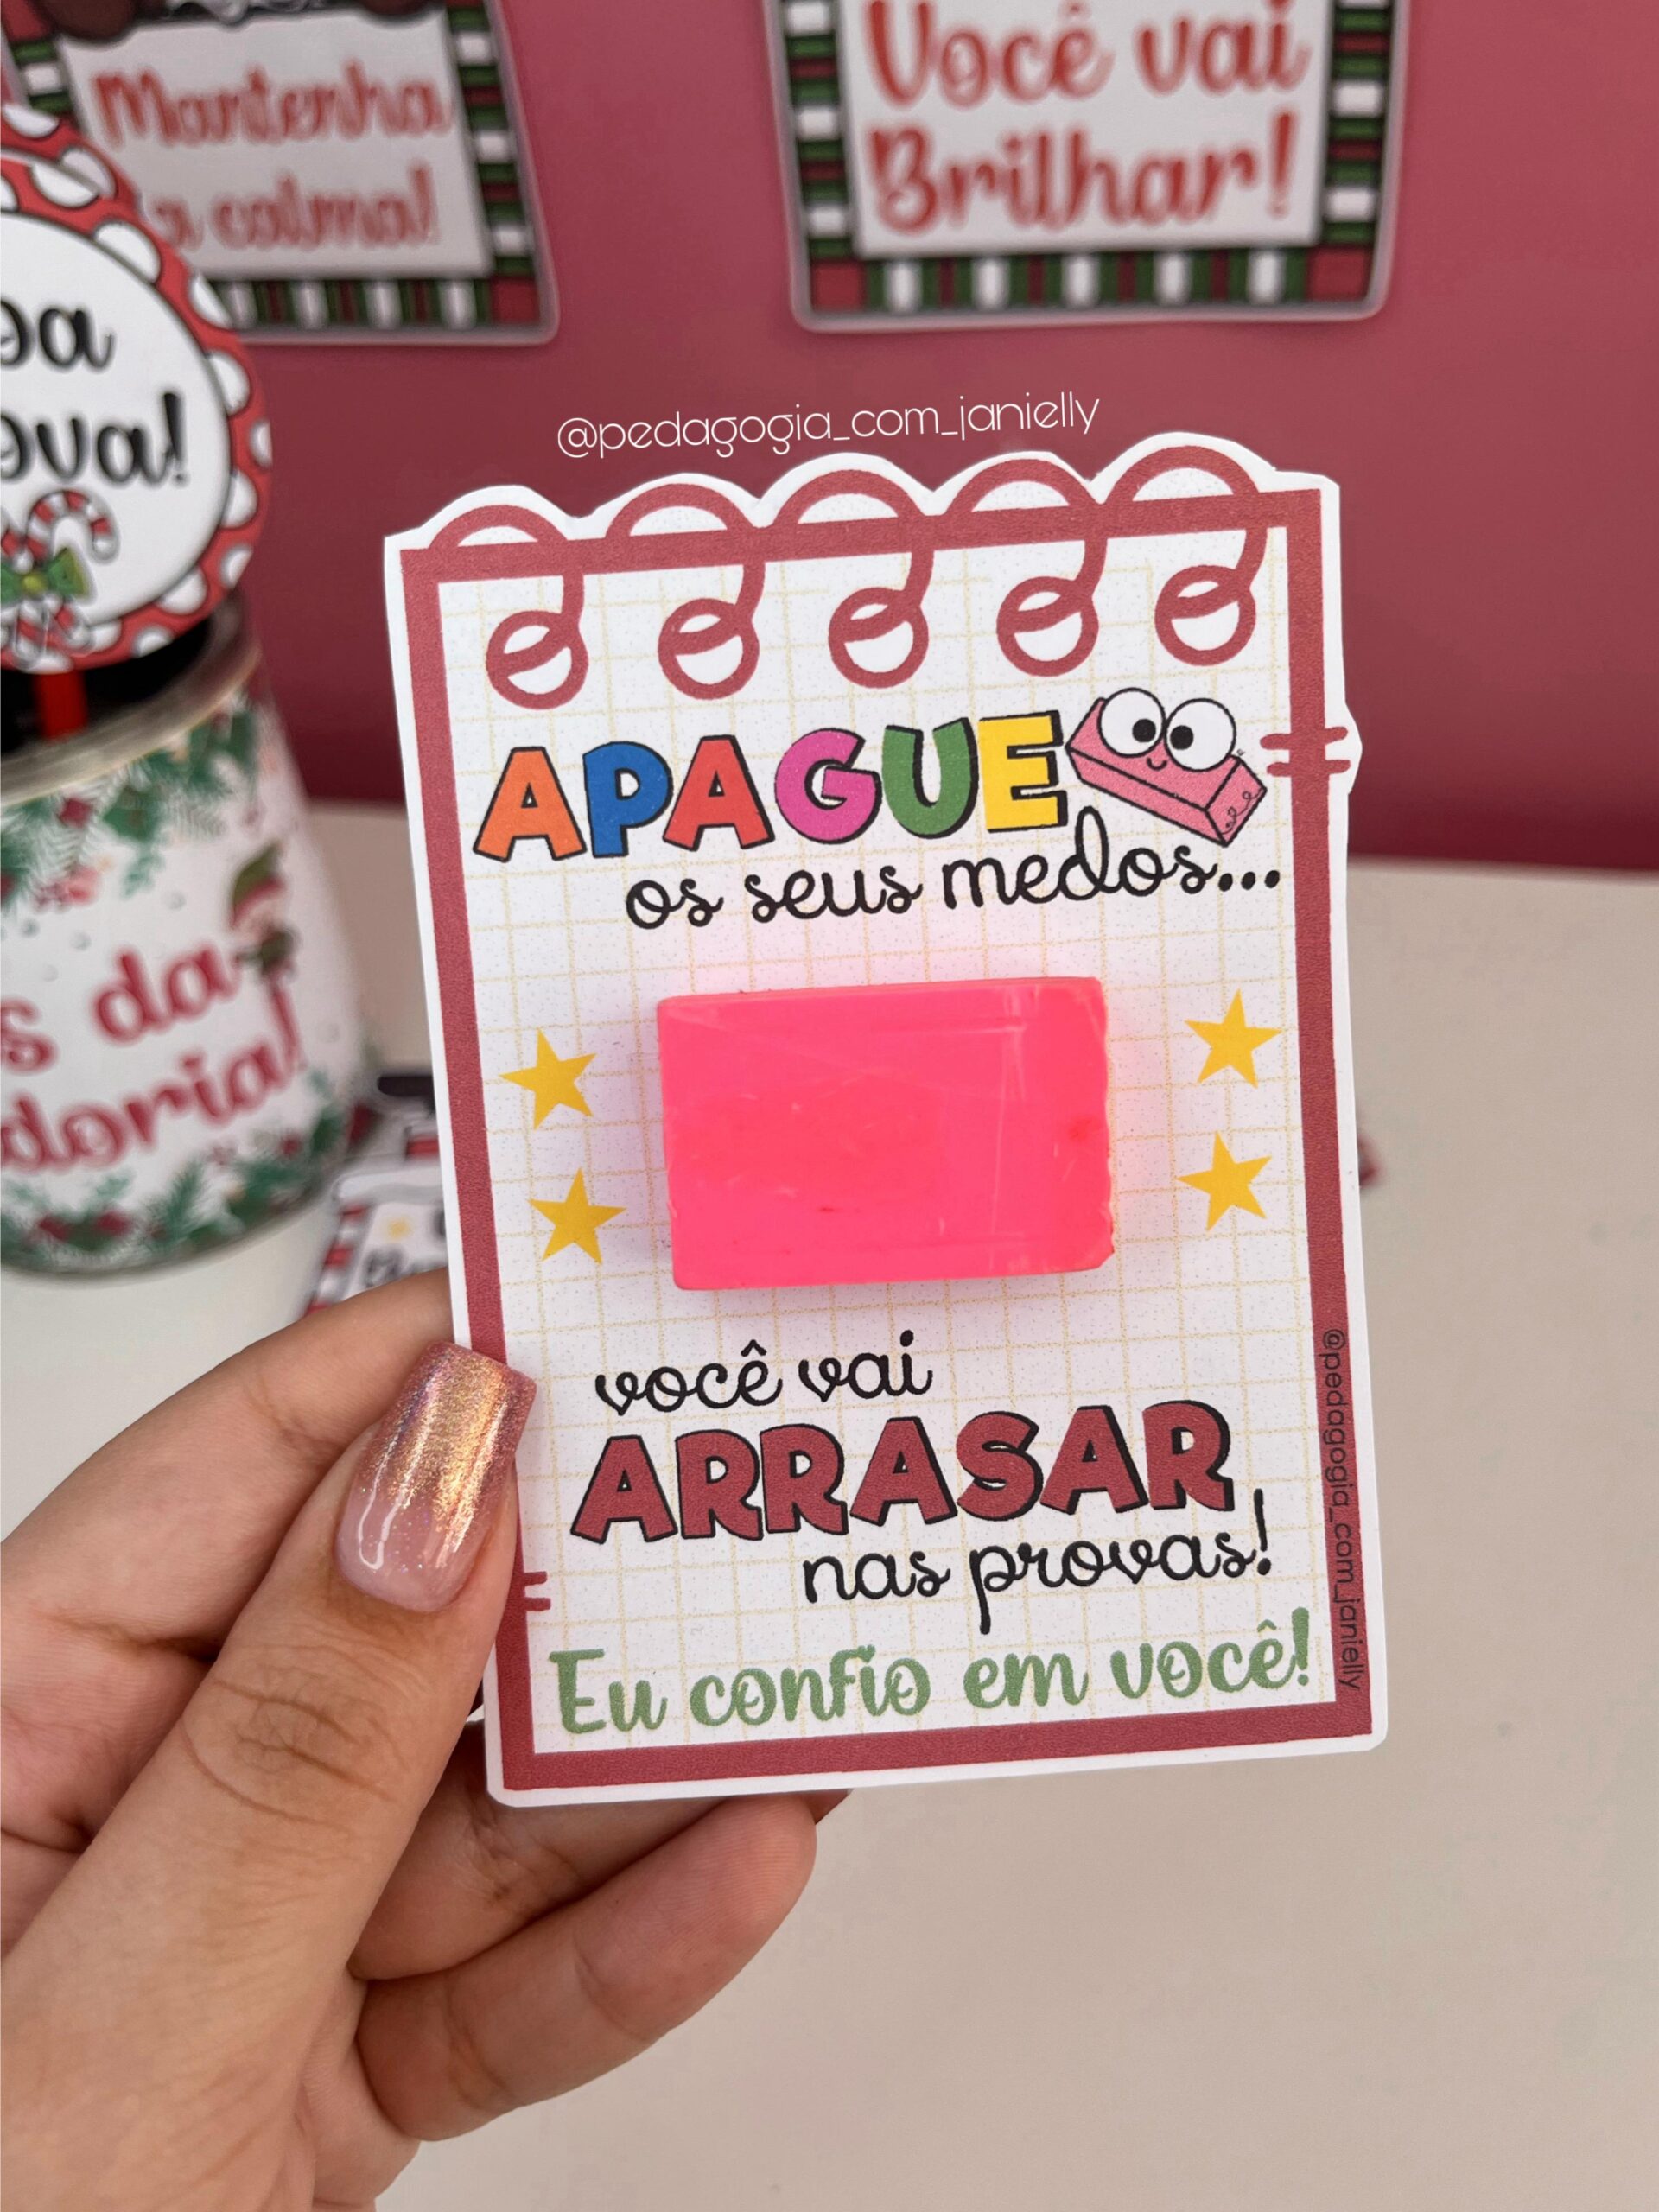 Mantenha
a calma!
Você vai
Brilhar!
ova!
@pedagogia_com_janielly
APAGUE
os seus medos...
você vai
ARRASAR
nas provas!
Eu confio em você!
@pedagogia_com_janielly
s da
doria!